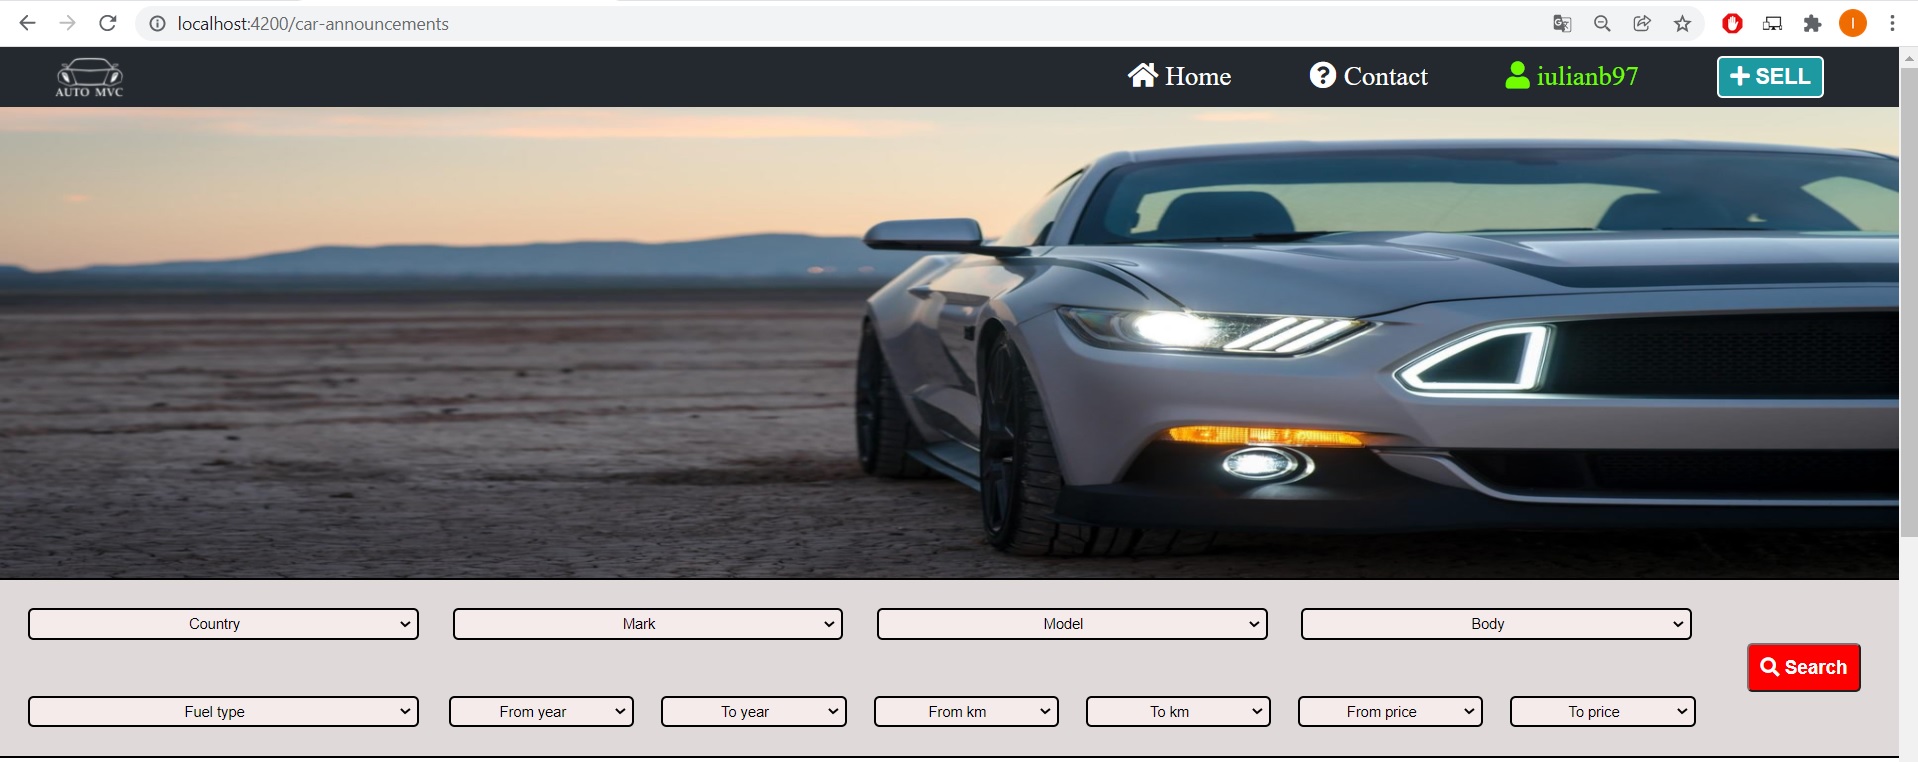 localhost:4200/car-announcements
I
AUTO MVC
Home
Contact
iulianb97
SELL
Country
Mark
Model
Body
Search
Fuel type
From year
To year
From km
To km
From price
To price